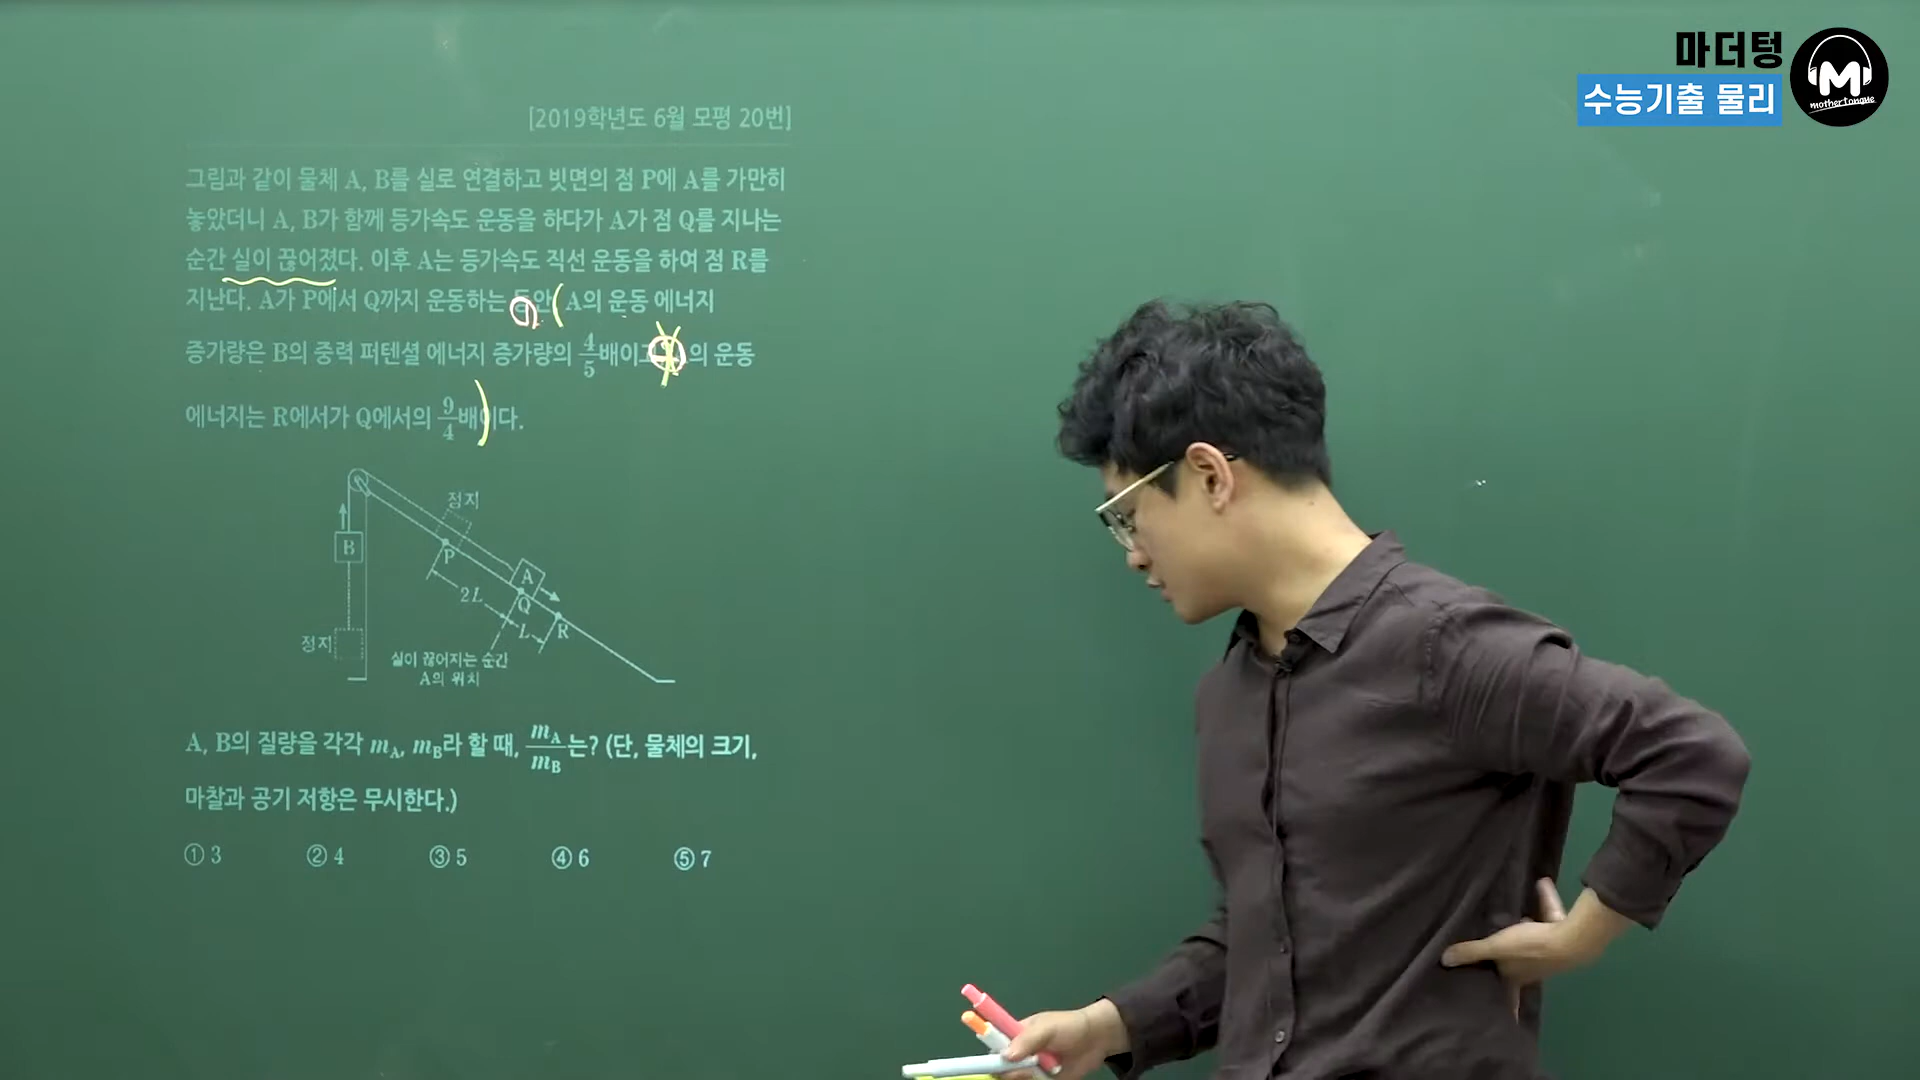 마더텅
수능기출 물리
mothertongue
[2019학년도 6월 모평 20번]
그림과 같이 물체 A, B를 실로 연결하고 빗면의 점 P에 A를 가만히
놓았더니 A, B가 함께 등가속도 운동을 하다가 A가 점 Q를 지나는
순간 실이 끊어졌다. 이후 A는 등가속도 직선 운동을 하여 점 R를
지난다. A가 P에서 Q까지 운동하는 동안 A의 운동 에너지
증가량은 B의 중력 퍼텐셜 에너지 증가량의 4/5배이고 A의 운동
에너지는 R에서가 Q에서의 9/4배이다.
정지
B
P
A
2L
Q
L
R
정지
실이 끊어지는 순간
A의 위치
A, B의 질량을 각각 mA, mB라 할 때, mA/mB는? (단, 물체의 크기,
마찰과 공기 저항은 무시한다.)
① 3 ② 4 ③ 5 ④ 6 ⑤ 7